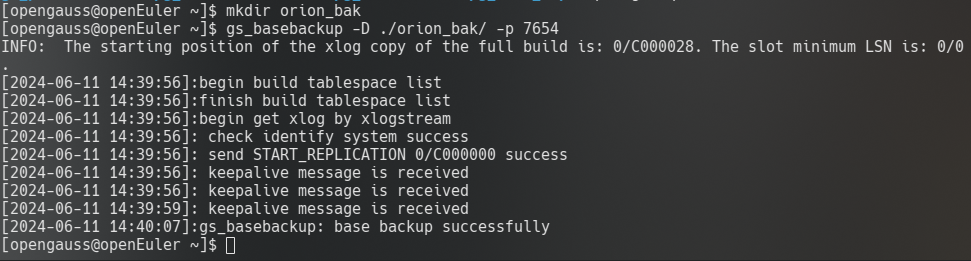 [opengauss@openEuler ~]$ mkdir orion_bak
[opengauss@openEuler ~]$ gs_basebackup -D ./orion_bak/ -p 7654
INFO:  The starting position of the xlog copy of the full build is: 0/C000028. The slot minimum LSN is: 0/0
.
[2024-06-11 14:39:56]:begin build tablespace list
[2024-06-11 14:39:56]:finish build tablespace list
[2024-06-11 14:39:56]:begin get xlog by xlogstream
[2024-06-11 14:39:56]: check identify system success
[2024-06-11 14:39:56]: send START_REPLICATION 0/C000000 success
[2024-06-11 14:39:56]: keepalive message is received
[2024-06-11 14:39:56]: keepalive message is received
[2024-06-11 14:39:59]: keepalive message is received
[2024-06-11 14:40:07]:gs_basebackup: base backup successfully
[opengauss@openEuler ~]$